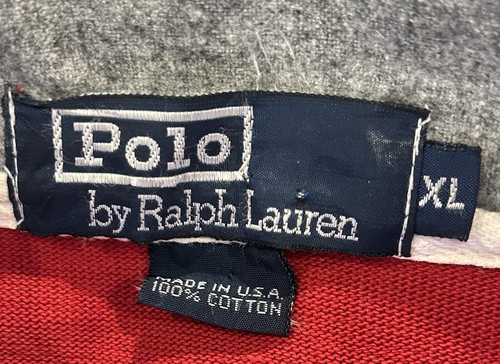 Polo
by Ralph Lauren
XL
MADE IN U.S.A.
100% COTTON